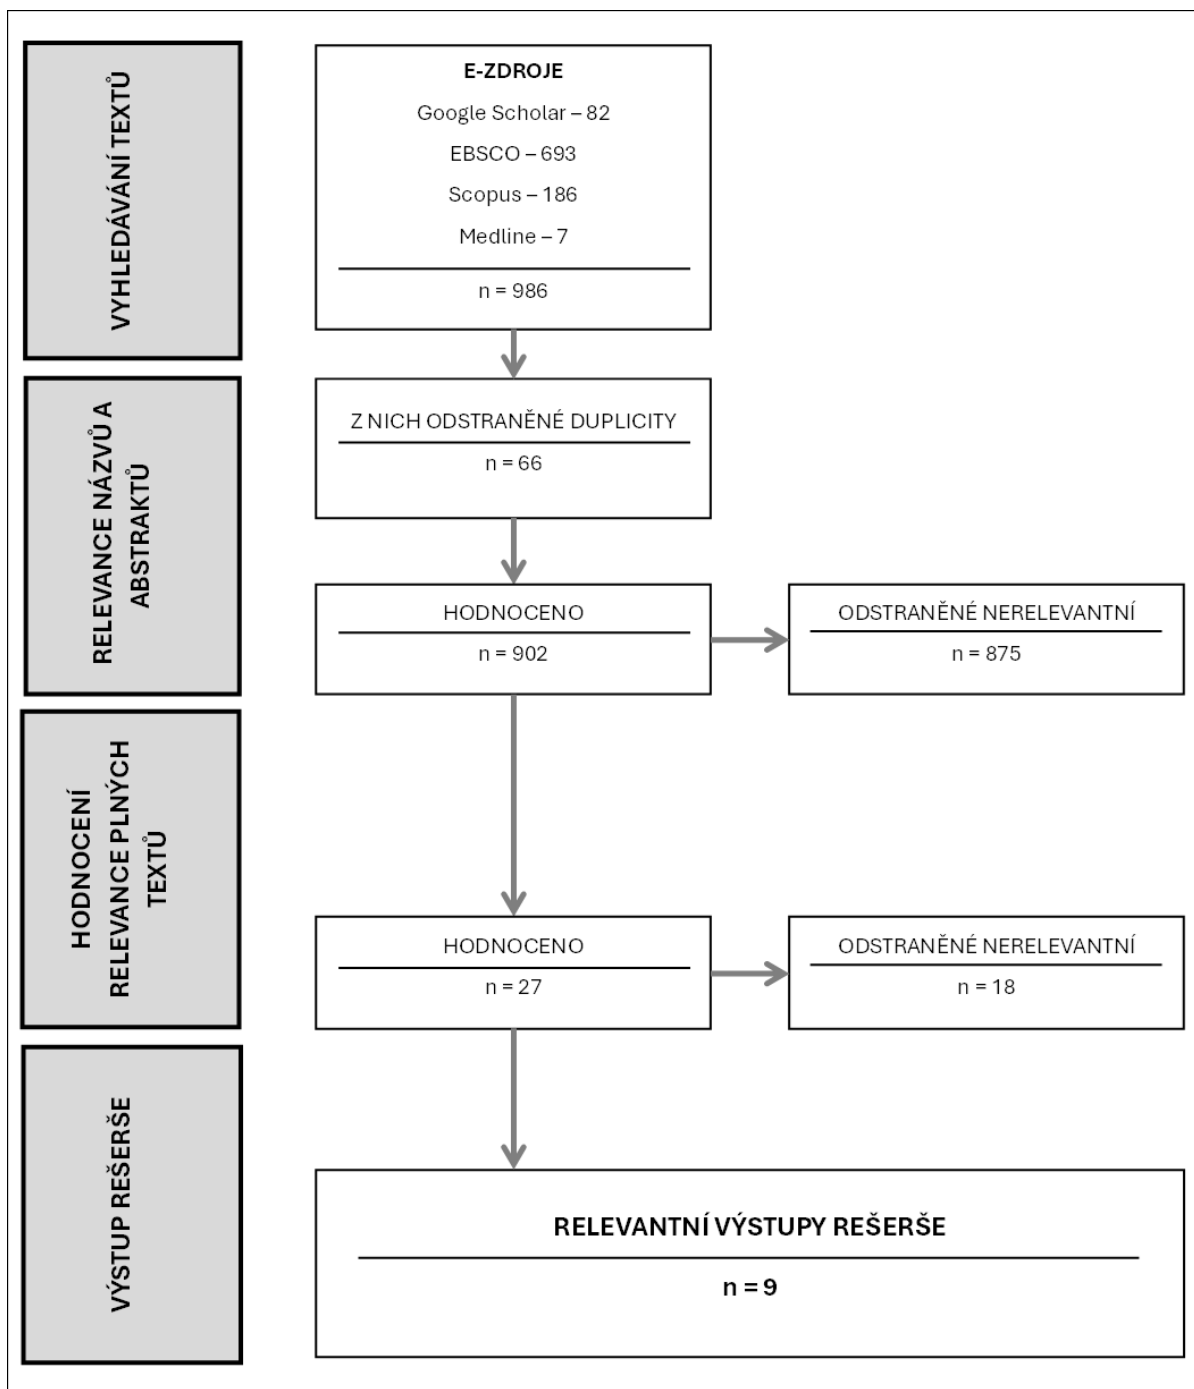 VYHLEDÁVÁNÍ TEXTŮ
E-ZDROJE
Google Scholar – 82
EBSCO – 693
Scopus – 186
Medline – 7
n = 986
RELEVANCE NÁZVŮ A
ABSTRAKTŮ
Z NICH ODSTRANĚNÉ DUPLICITY
n = 66
HODNOCENO
n = 902
ODSTRANĚNÉ NERELEVANTNÍ
n = 875
HODNOCENÍ
RELEVANCE PLNÝCH
TEXTŮ
HODNOCENO
n = 27
ODSTRANĚNÉ NERELEVANTNÍ
n = 18
VÝSTUP REŠERŠE
RELEVANTNÍ VÝSTUPY REŠERŠE
n = 9